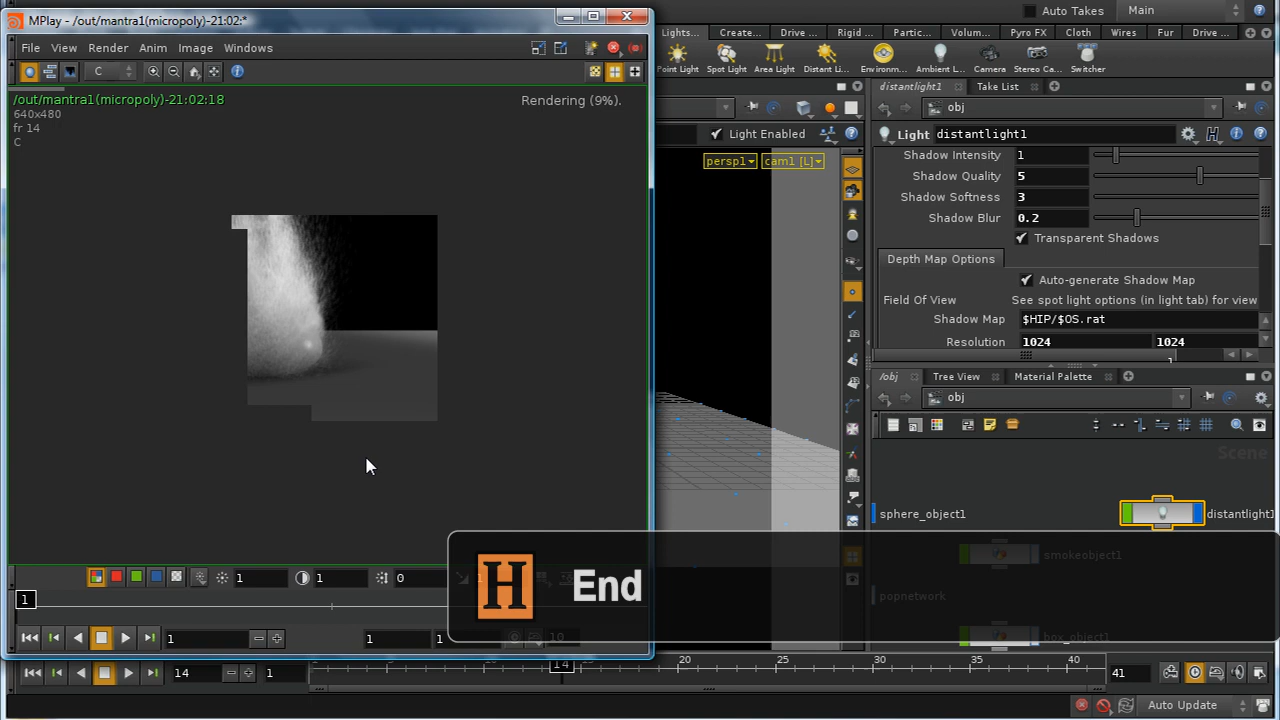 MPlay - /out/mantra1(micropoly)-21:02:*
File View Render Anim Image Windows
C
/out/mantra1(micropoly)-21:02:18
Rendering (9%).
640x480
fr 14
C
1 1 0
1
1 1 1 10
14 1
20 25 30 35 40
14
41
Auto Update
Auto Takes Main
Lights... Create... Drive ... Rigid ... Partic... Volum... Pyro FX Cloth Wires Fur Drive ...
Point Light Spot Light Area Light Distant Li... Environm... Ambient L... Camera Stereo Ca... Switcher
Light Enabled
persp1 cam1 [L]
distantlight1 Take List
obj
Light distantlight1
Shadow Intensity 1
Shadow Quality 5
Shadow Softness 3
Shadow Blur 0.2
Transparent Shadows
Depth Map Options
Auto-generate Shadow Map
Field Of View See spot light options (in light tab) for view
Shadow Map $HIP/$OS.rat
Resolution 1024 1024
/obj Tree View Material Palette
obj
Scene
sphere_object1 distantlight1
smokeobject1
popnetwork
box_object1
H End